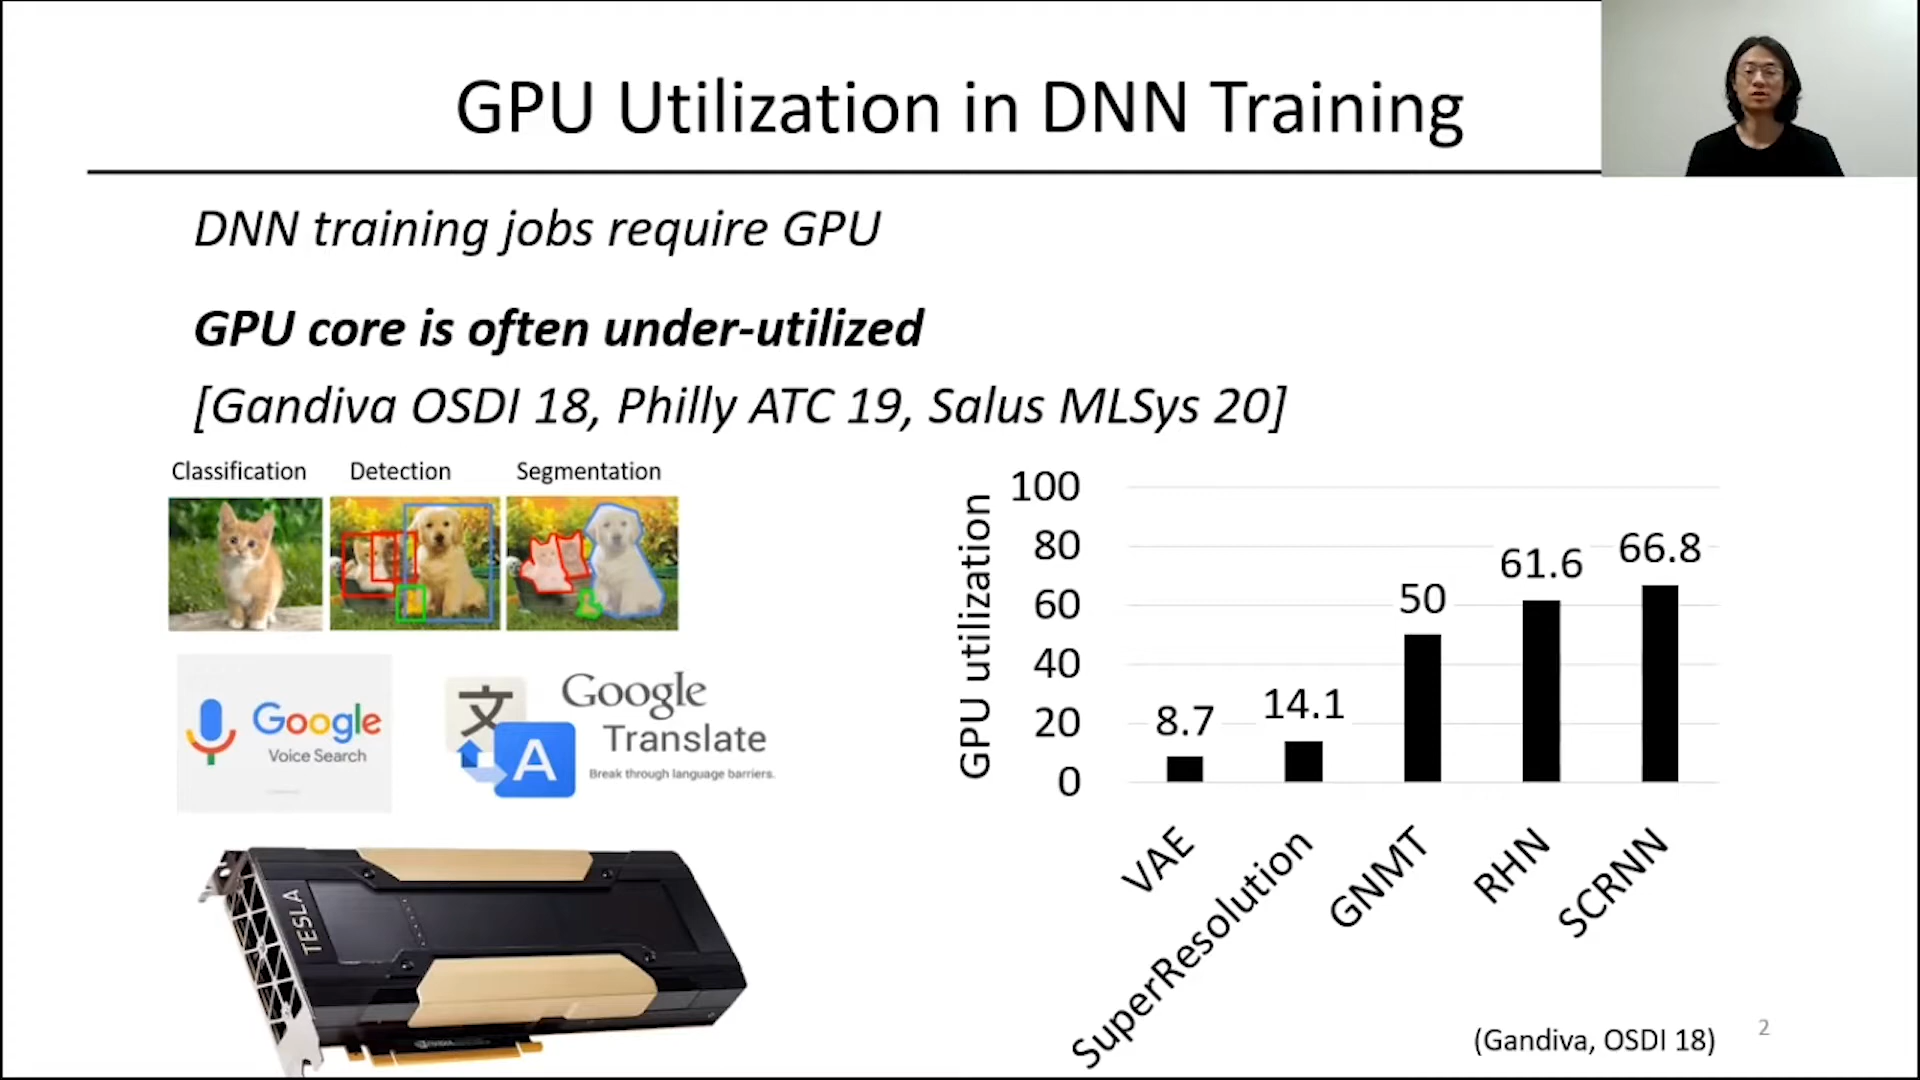 GPU Utilization in DNN Training
DNN training jobs require GPU
GPU core is often under-utilized
[Gandiva OSDI 18, Philly ATC 19, Salus MLSys 20]
Classification Detection Segmentation
Google
Voice Search
文
A
Google
Translate
Break through language barriers.
TESLA
NVIDIA
GPU utilization
100
80
60
40
20
0
8.7
14.1
50
61.6
66.8
VAE
SuperResolution
GNMT
RHN
SCRNN
(Gandiva, OSDI 18)
2